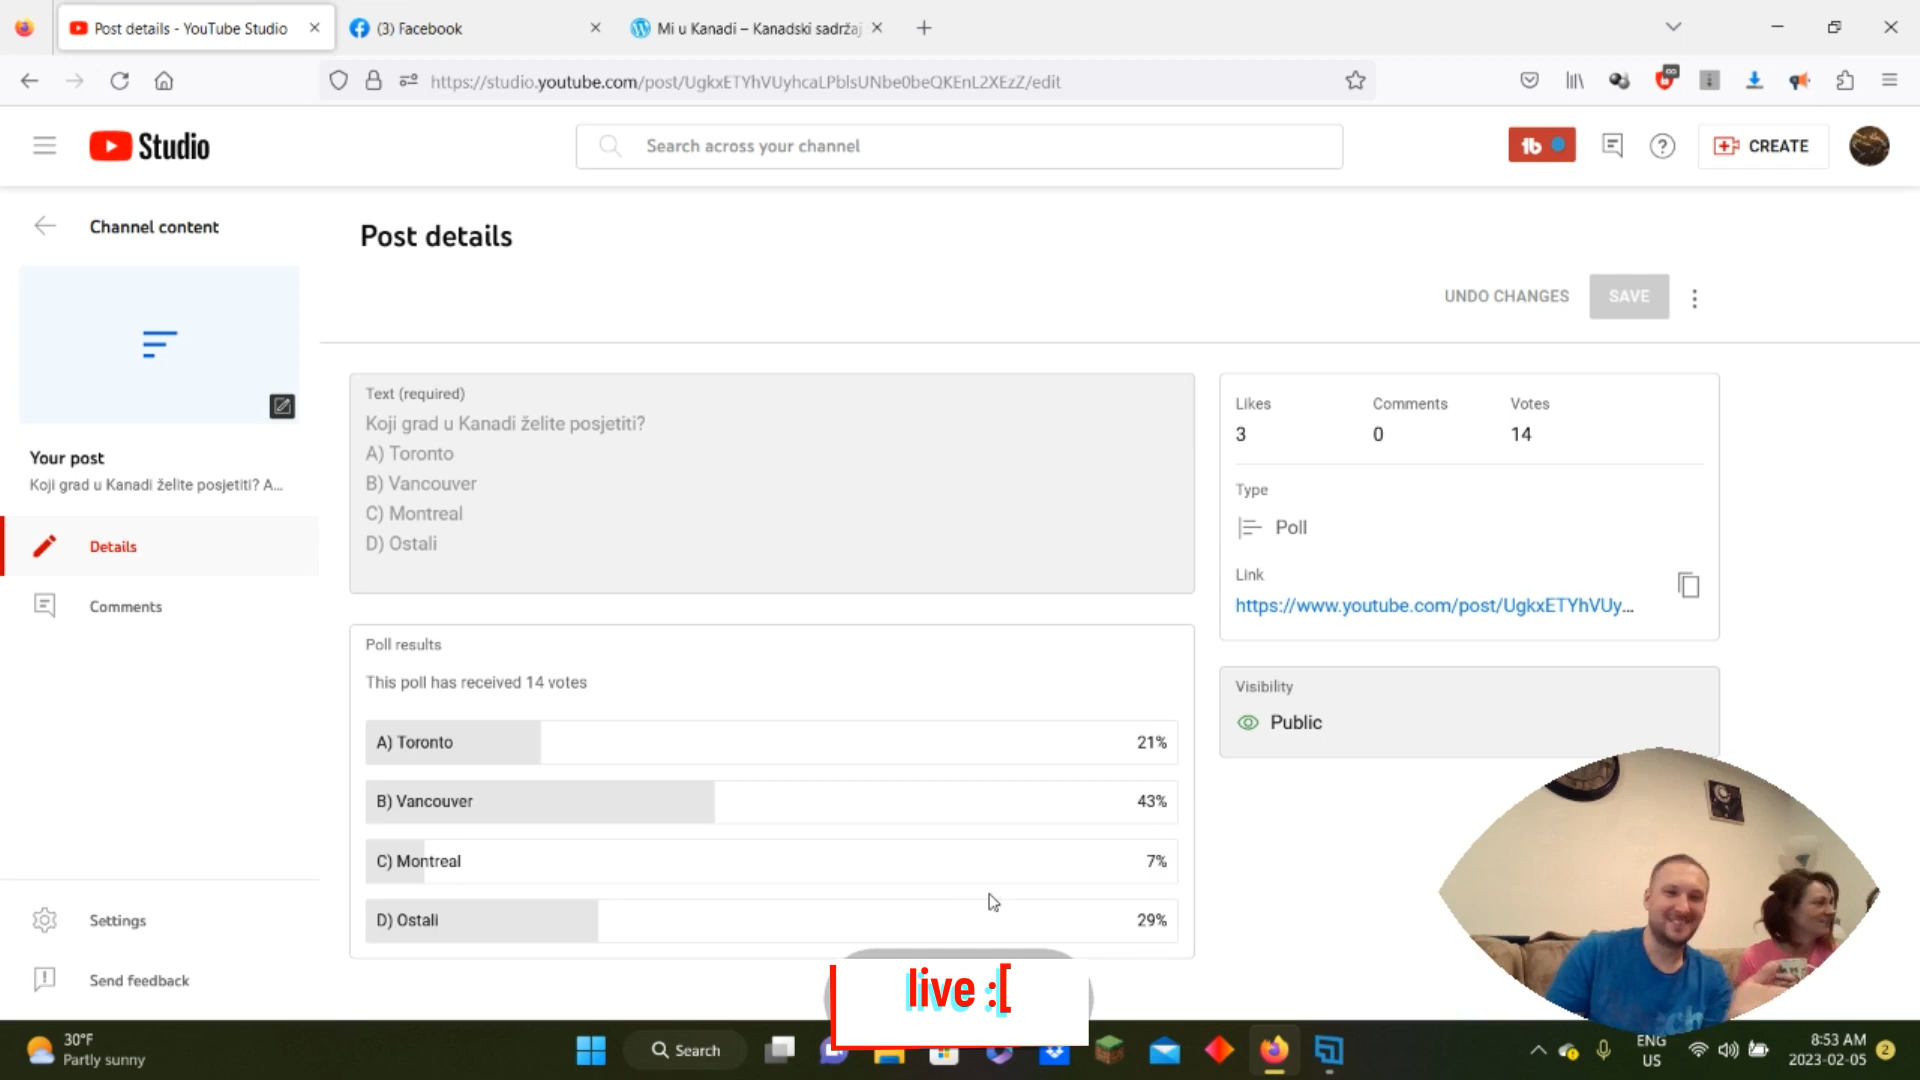 Post details - YouTube Studio
(3) Facebook
Mi u Kanadi – Kanadski sadržaj
https://studio.youtube.com/post/UgkxETYhVUyhcaLPblsUNbe0beQKEnL2XEzZ/edit
Studio
Search across your channel
CREATE
Channel content
Post details
UNDO CHANGES
SAVE
Text (required)
Koji grad u Kanadi želite posjetiti?
A) Toronto
B) Vancouver
C) Montreal
D) Ostali
Likes
Comments
Votes
3
0
14
Your post
Koji grad u Kanadi želite posjetiti? A...
Type
Poll
Details
Link
https://www.youtube.com/post/UgkxETYhVUy...
Comments
Poll results
This poll has received 14 votes
Visibility
Public
A) Toronto 21%
B) Vancouver 43%
C) Montreal 7%
D) Ostali 29%
Settings
Send feedback
live :[
30°F
Partly sunny
Search
ENG
US
8:53 AM
2023-02-05
2